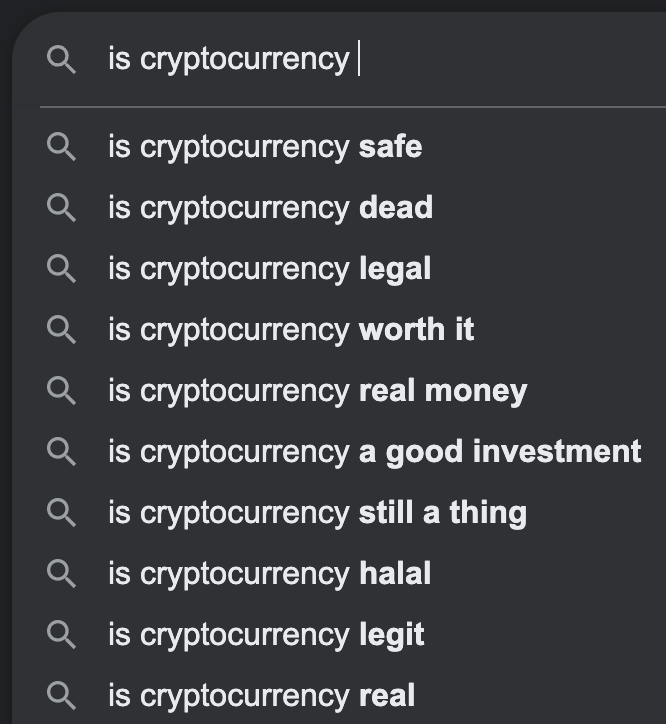 is cryptocurrency
is cryptocurrency safe
is cryptocurrency dead
is cryptocurrency legal
is cryptocurrency worth it
is cryptocurrency real money
is cryptocurrency a good investment
is cryptocurrency still a thing
is cryptocurrency halal
is cryptocurrency legit
is cryptocurrency real